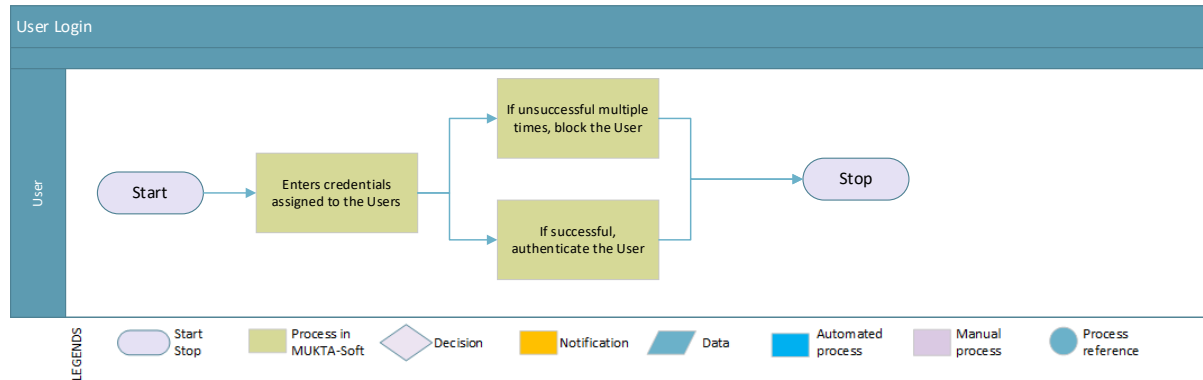 User Login
User
Start
Enters credentials
assigned to the Users
If unsuccessful multiple
times, block the User
If successful,
authenticate the User
Stop
LEGENDS
Start
Stop
Process in
MUKTA-Soft
Decision
Notification
Data
Automated
process
Manual
process
Process
reference